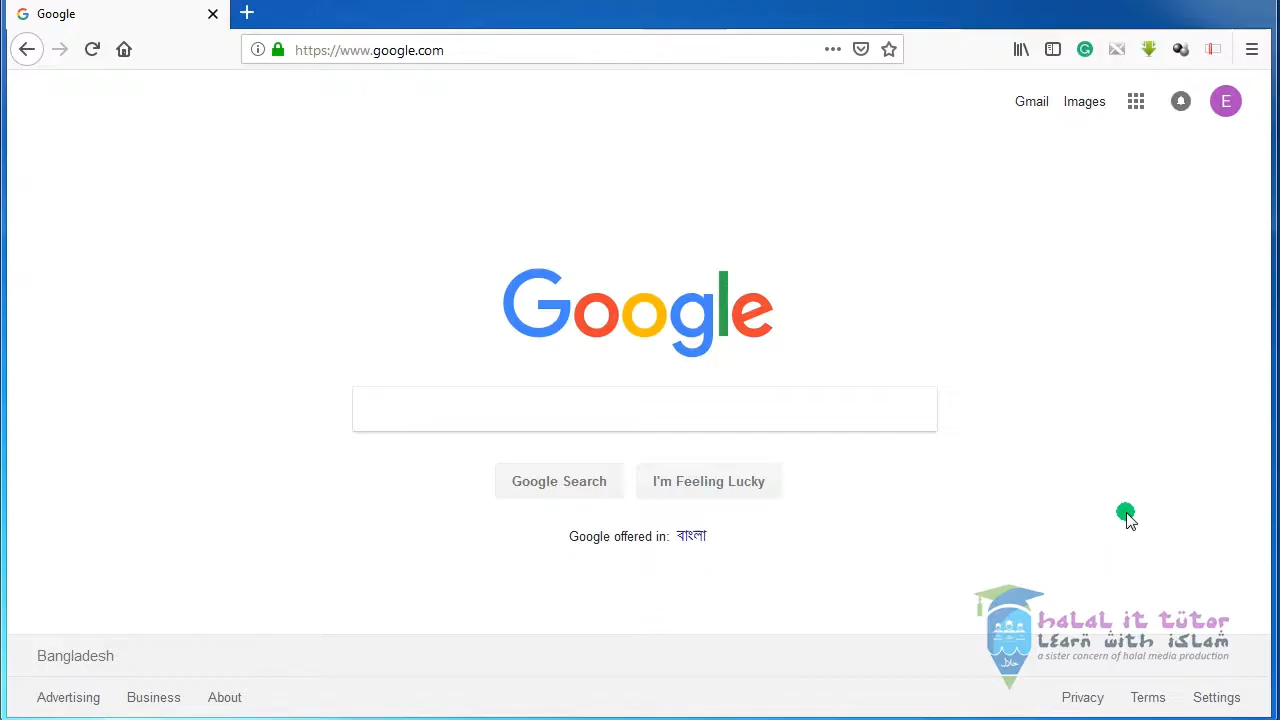 Google
https://www.google.com
Gmail Images
E
Google
Google Search I'm Feeling Lucky
Google offered in: বাংলা
halal it tutor
learn with islam
a sister concern of halal media production
حلال
Bangladesh
Advertising Business About
Privacy Terms Settings